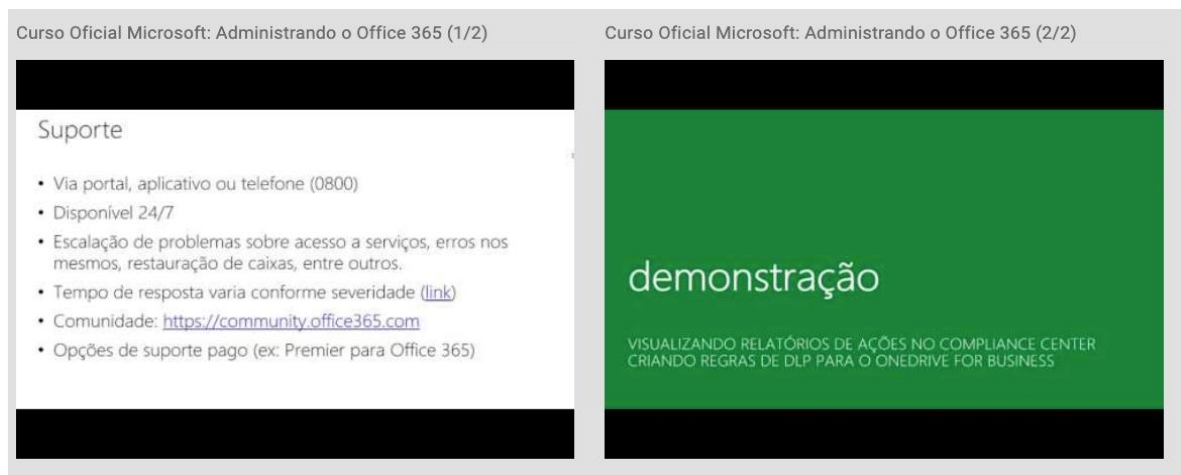 Curso Oficial Microsoft: Administrando o Office 365 (1/2)
Suporte
• Via portal, aplicativo ou telefone (0800)
• Disponível 24/7
• Escalação de problemas sobre acesso a serviços, erros nos
mesmos, restauração de caixas, entre outros.
• Tempo de resposta varia conforme severidade (link)
• Comunidade: https://community.office365.com
• Opções de suporte pago (ex: Premier para Office 365)
Curso Oficial Microsoft: Administrando o Office 365 (2/2)
demonstração
VISUALIZANDO RELATÓRIOS DE AÇÕES NO COMPLIANCE CENTER
CRIANDO REGRAS DE DLP PARA O ONEDRIVE FOR BUSINESS